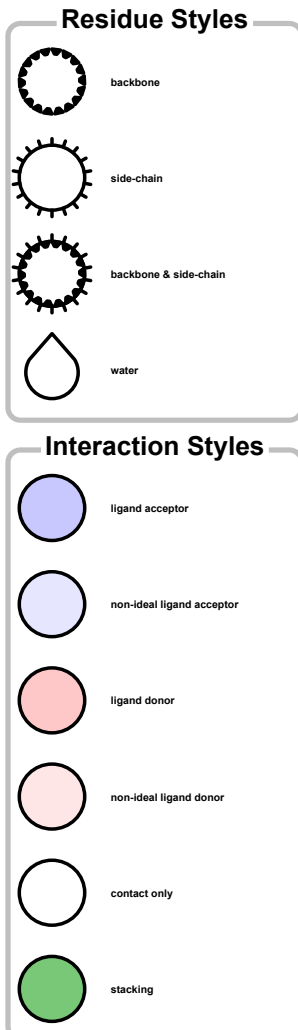 Residue Styles
backbone
side-chain
backbone & side-chain
water
Interaction Styles
ligand acceptor
non-ideal ligand acceptor
ligand donor
non-ideal ligand donor
contact only
stacking